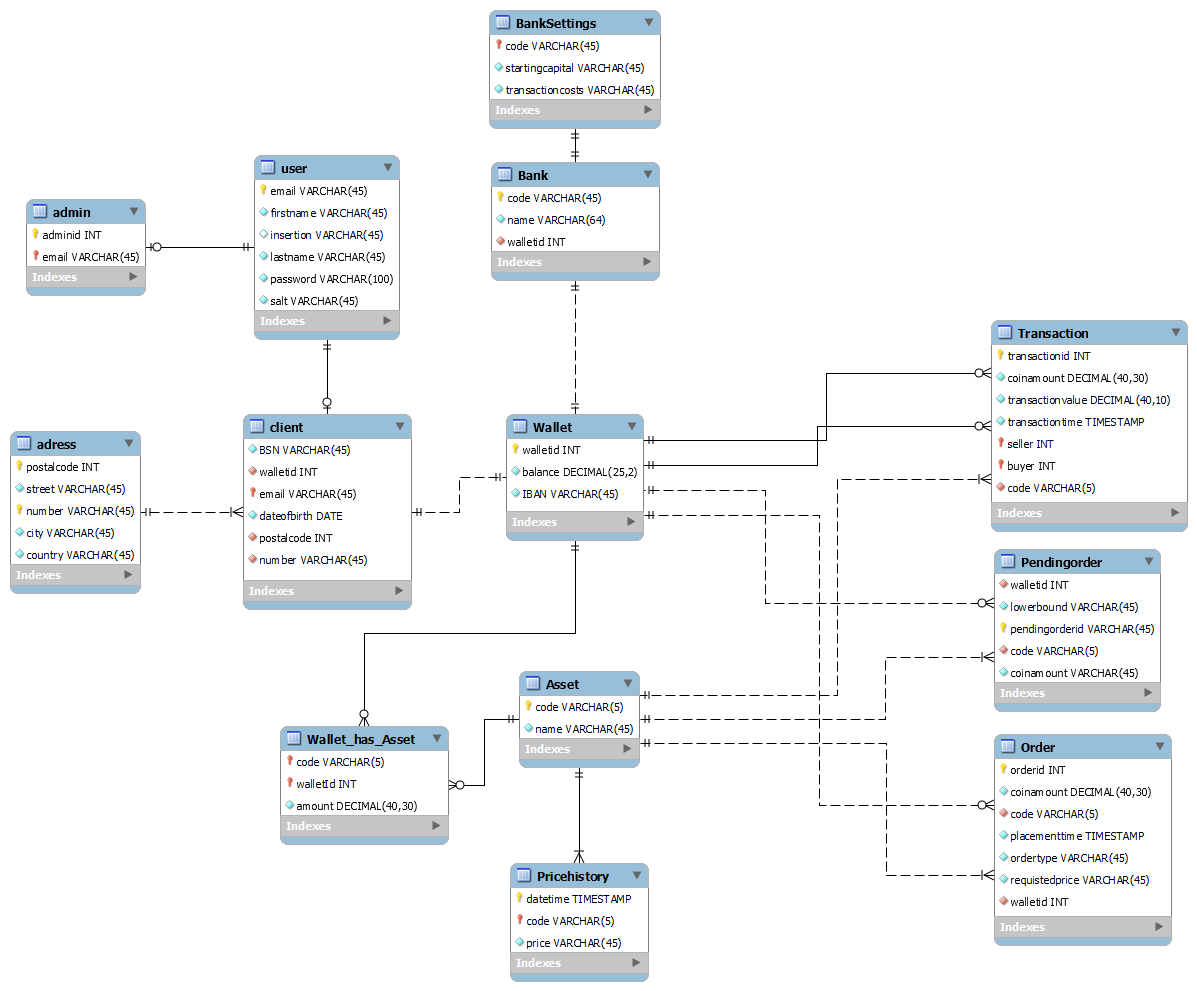 BankSettings
code VARCHAR(45)
startingcapital VARCHAR(45)
transactioncosts VARCHAR(45)
Indexes
user
email VARCHAR(45)
firstname VARCHAR(45)
insertion VARCHAR(45)
lastname VARCHAR(45)
password VARCHAR(100)
salt VARCHAR(45)
Indexes
Bank
code VARCHAR(45)
name VARCHAR(64)
walletid INT
Indexes
admin
adminid INT
email VARCHAR(45)
Indexes
Transaction
transactionid INT
coinamount DECIMAL(40,30)
transactionvalue DECIMAL(40,10)
transactiontime TIMESTAMP
seller INT
buyer INT
code VARCHAR(5)
Indexes
adress
postalcode INT
street VARCHAR(45)
number VARCHAR(45)
city VARCHAR(45)
country VARCHAR(45)
Indexes
client
BSN VARCHAR(45)
walletid INT
email VARCHAR(45)
dateofbirth DATE
postalcode INT
number VARCHAR(45)
Indexes
Wallet
walletid INT
balance DECIMAL(25,2)
IBAN VARCHAR(45)
Indexes
Pendingorder
walletid INT
lowerbound VARCHAR(45)
pendingorderid VARCHAR(45)
code VARCHAR(5)
coinamount VARCHAR(45)
Indexes
Asset
code VARCHAR(5)
name VARCHAR(45)
Indexes
Wallet_has_Asset
code VARCHAR(5)
walletId INT
amount DECIMAL(40,30)
Indexes
Order
orderid INT
coinamount DECIMAL(40,30)
code VARCHAR(5)
placementtime TIMESTAMP
ordertype VARCHAR(45)
requistedprice VARCHAR(45)
walletid INT
Indexes
Pricehistory
datetime TIMESTAMP
code VARCHAR(5)
price VARCHAR(45)
Indexes